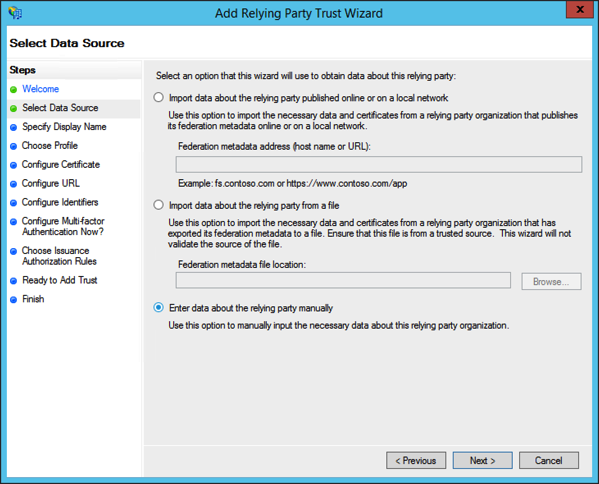 Add Relying Party Trust Wizard
X
Select Data Source
Steps
Welcome
Select Data Source
Specify Display Name
Choose Profile
Configure Certificate
Configure URL
Configure Identifiers
Configure Multi-factor
Authentication Now?
Choose Issuance
Authorization Rules
Ready to Add Trust
Finish
Select an option that this wizard will use to obtain data about this relying party:
Import data about the relying party published online or on a local network
Use this option to import the necessary data and certificates from a relying party organization that publishes
its federation metadata online or on a local network.
Federation metadata address (host name or URL):
Example: fs.contoso.com or https://www.contoso.com/app
Import data about the relying party from a file
Use this option to import the necessary data and certificates from a relying party organization that has
exported its federation metadata to a file. Ensure that this file is from a trusted source.  This wizard will not
validate the source of the file.
Federation metadata file location:
Browse...
Enter data about the relying party manually
Use this option to manually input the necessary data about this relying party organization.
< Previous
Next >
Cancel